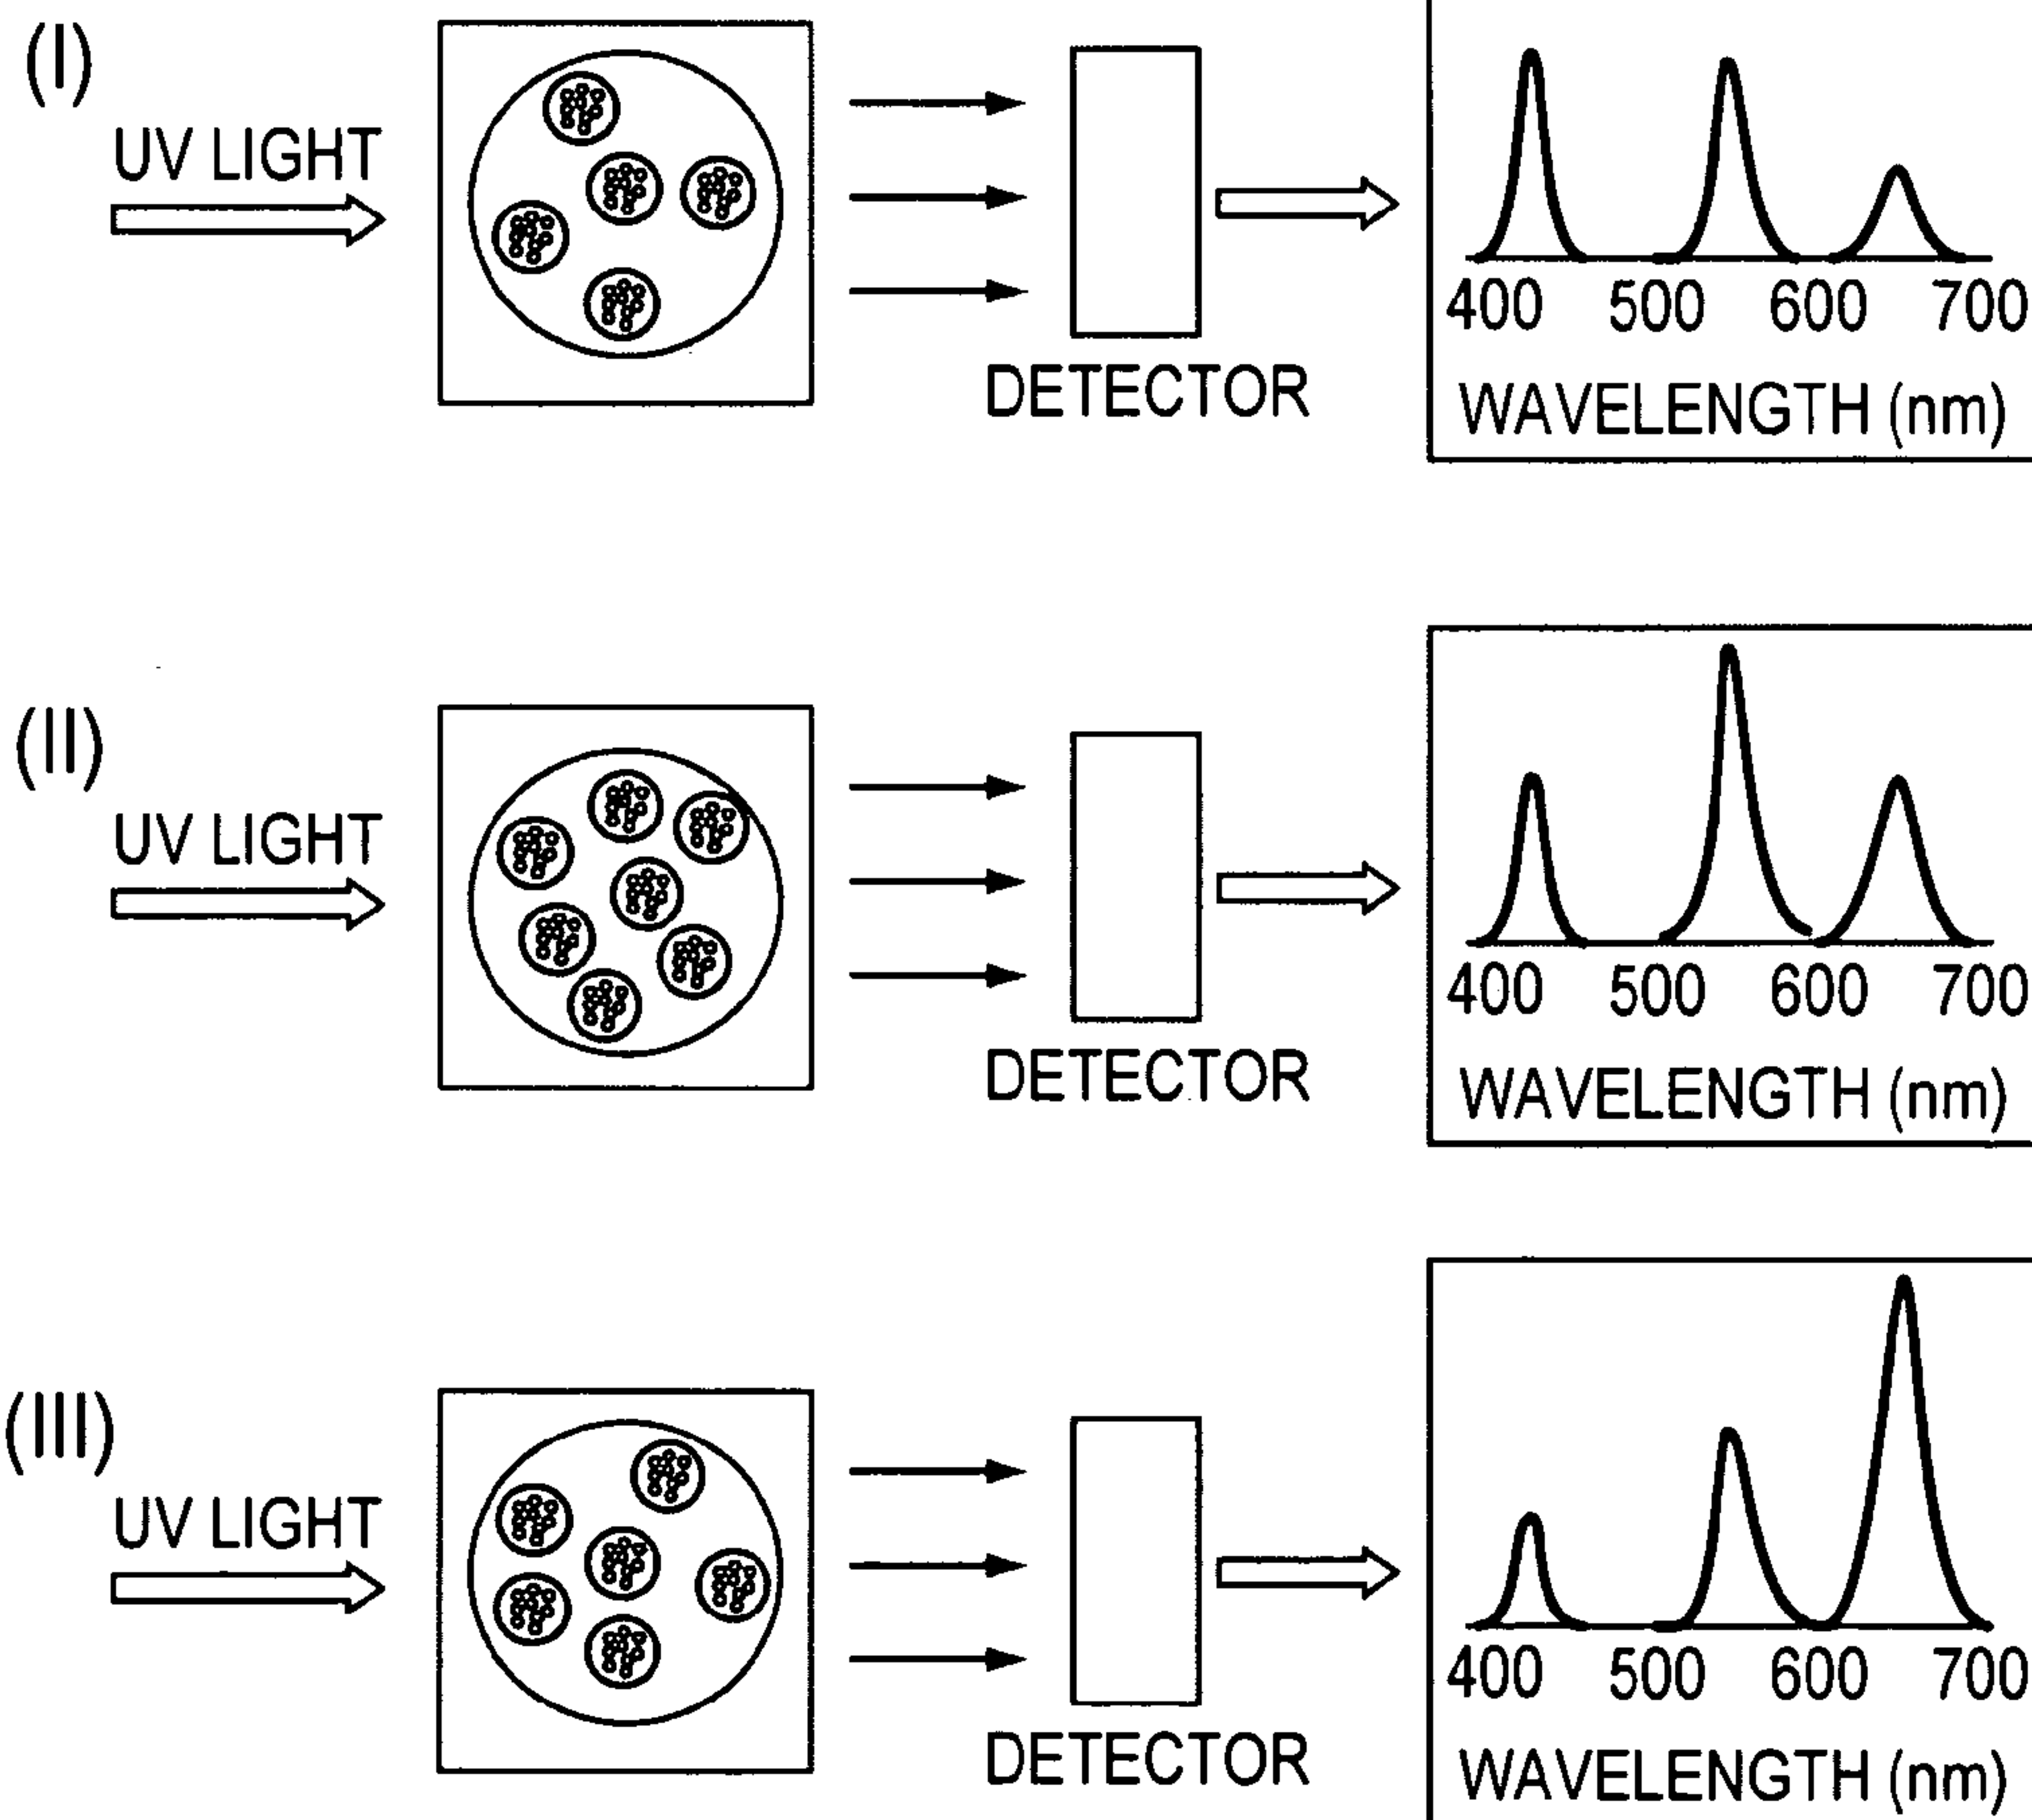 (I)
UV LIGHT
DETECTOR
400 500 600 700
WAVELENGTH (nm)
(II)
UV LIGHT
DETECTOR
400 500 600 700
WAVELENGTH (nm)
(III)
UV LIGHT
DETECTOR
400 500 600 700
WAVELENGTH (nm)